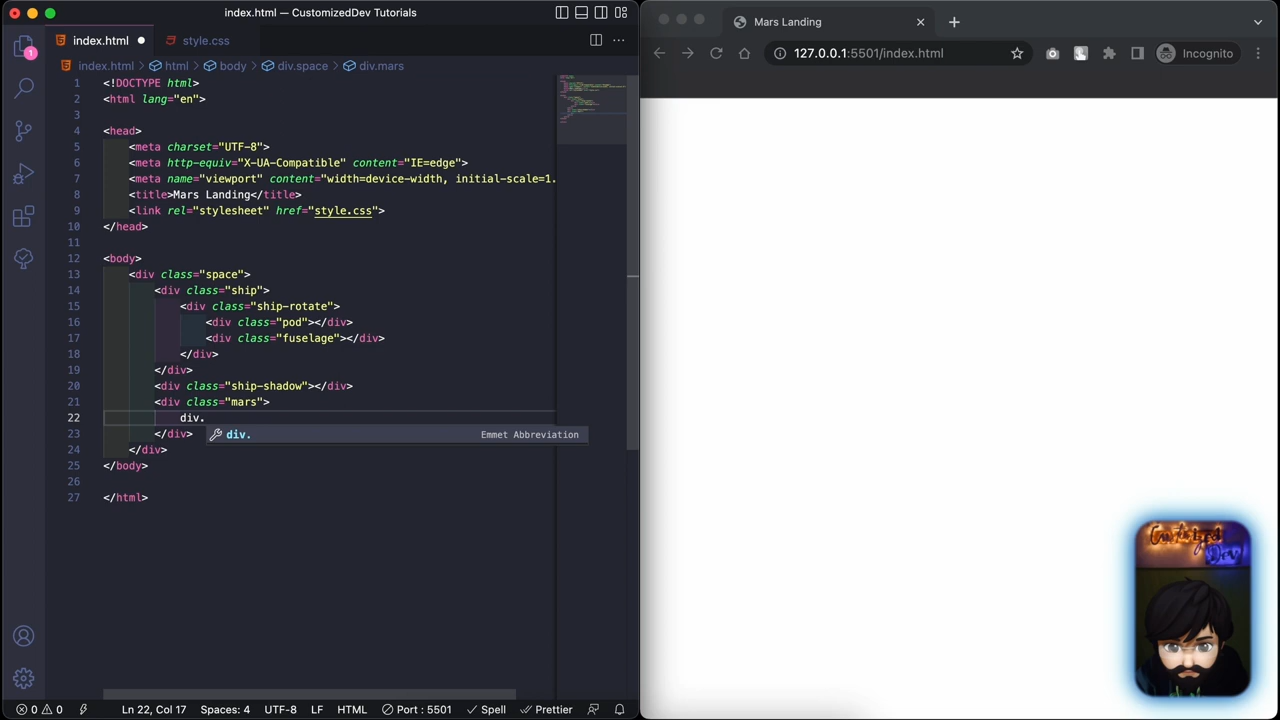 index.html — CustomizedDev Tutorials
index.html
style.css
index.html > html > body > div.space > div.mars
1 <!DOCTYPE html>
2 <html lang="en">
3
4 <head>
5 <meta charset="UTF-8">
6 <meta http-equiv="X-UA-Compatible" content="IE=edge">
7 <meta name="viewport" content="width=device-width, initial-scale=1.
8 <title>Mars Landing</title>
9 <link rel="stylesheet" href="style.css">
10 </head>
11
12 <body>
13 <div class="space">
14 <div class="ship">
15 <div class="ship-rotate">
16 <div class="pod"></div>
17 <div class="fuselage"></div>
18 </div>
19 </div>
20 <div class="ship-shadow"></div>
21 <div class="mars">
22 div.
div. Emmet Abbreviation
23 </div>
24 </div>
25 </body>
26
27 </html>
1
0 0 Ln 22, Col 17 Spaces: 4 UTF-8 LF HTML Port : 5501 Spell Prettier
Mars Landing
127.0.0.1:5501/index.html
Incognito
Customized
Dev